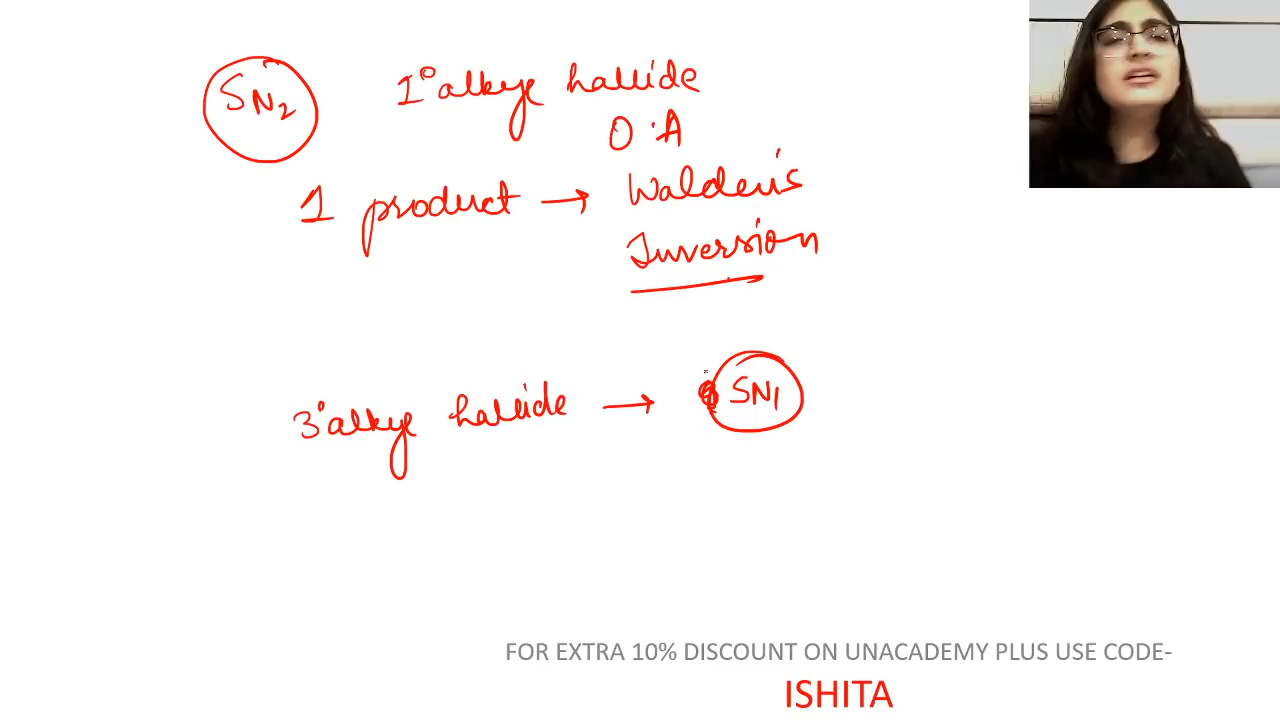 SN2 1° alkyl halide
O.A
1 product → Walden's
Inversion
3° alkyl halide → SN1
FOR EXTRA 10% DISCOUNT ON UNACADEMY PLUS USE CODE-
ISHITA